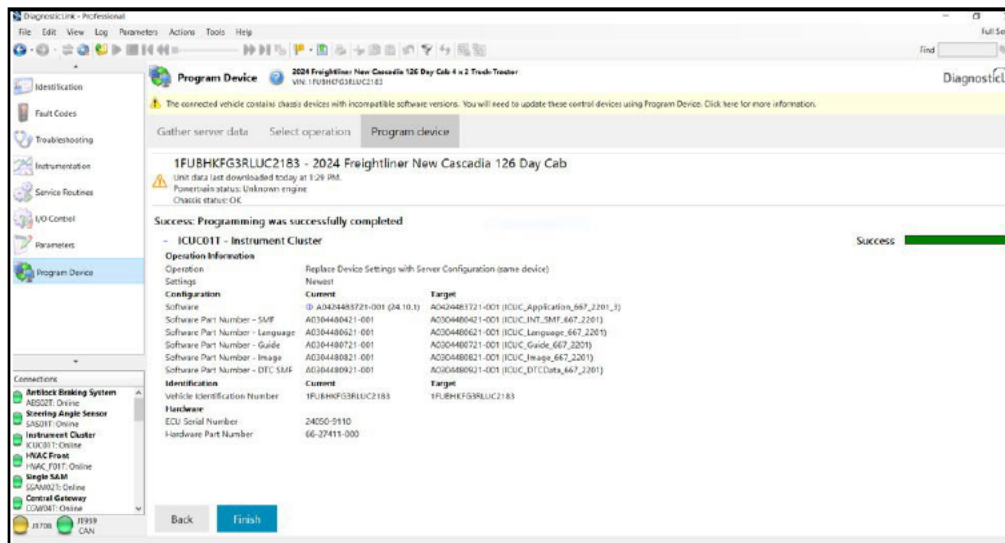 DiagnosticLink - Professional
File Edit View Log Parameters Actions Tools Help
Full Se
Find
Identification
Fault Codes
Troubleshooting
Instrumentation
Service Routines
I/O Control
Parameters
Program Device
Program Device
2024 Freightliner New Cascadia 126 Day Cab 4 x 2 Truck-Tractor
VIN: 1FUBHKFG3RLUC2183
DiagnosticL
The connected vehicle contains chassis devices with incompatible software versions. You will need to update these control devices using Program Device. Click here for more information.
Gather server data Select operation Program device
1FUBHKFG3RLUC2183 - 2024 Freightliner New Cascadia 126 Day Cab
Unit data last downloaded today at 1:29 PM.
Powertrain status: Unknown engine
Chassis status: OK
Success: Programming was successfully completed
- ICUC01T - Instrument Cluster
Success
Operation Information
Operation Replace Device Settings with Server Configuration (same device)
Settings Newest
Configuration Current Target
Software A0424483721-001 (24.10.1) A0424483721-001 (ICUC_Application_667_2201_3)
Software Part Number - SMF A0304480421-001 A0304480421-001 (ICUC_INT_SMF_667_2201)
Software Part Number - Language A0304480621-001 A0304480621-001 (ICUC_Language_667_2201)
Software Part Number - Guide A0304480721-001 A0304480721-001 (ICUC_Guide_667_2201)
Software Part Number - Image A0304480821-001 A0304480821-001 (ICUC_Image_667_2201)
Software Part Number - DTC SMF A0304480921-001 A0304480921-001 (ICUC_DTCData_667_2201)
Identification Current Target
Vehicle Identification Number 1FUBHKFG3RLUC2183 1FUBHKFG3RLUC2183
Hardware
ECU Serial Number 24050-9110
Hardware Part Number 66-27411-000
Connections
Antilock Braking System
ABS02T: Online
Steering Angle Sensor
SAS01T: Online
Instrument Cluster
ICUC01T: Online
HVAC Front
HVAC_F01T: Online
Single SAM
SSAM02T: Online
Central Gateway
CGW04T: Online
J1708
J1939
CAN
Back Finish